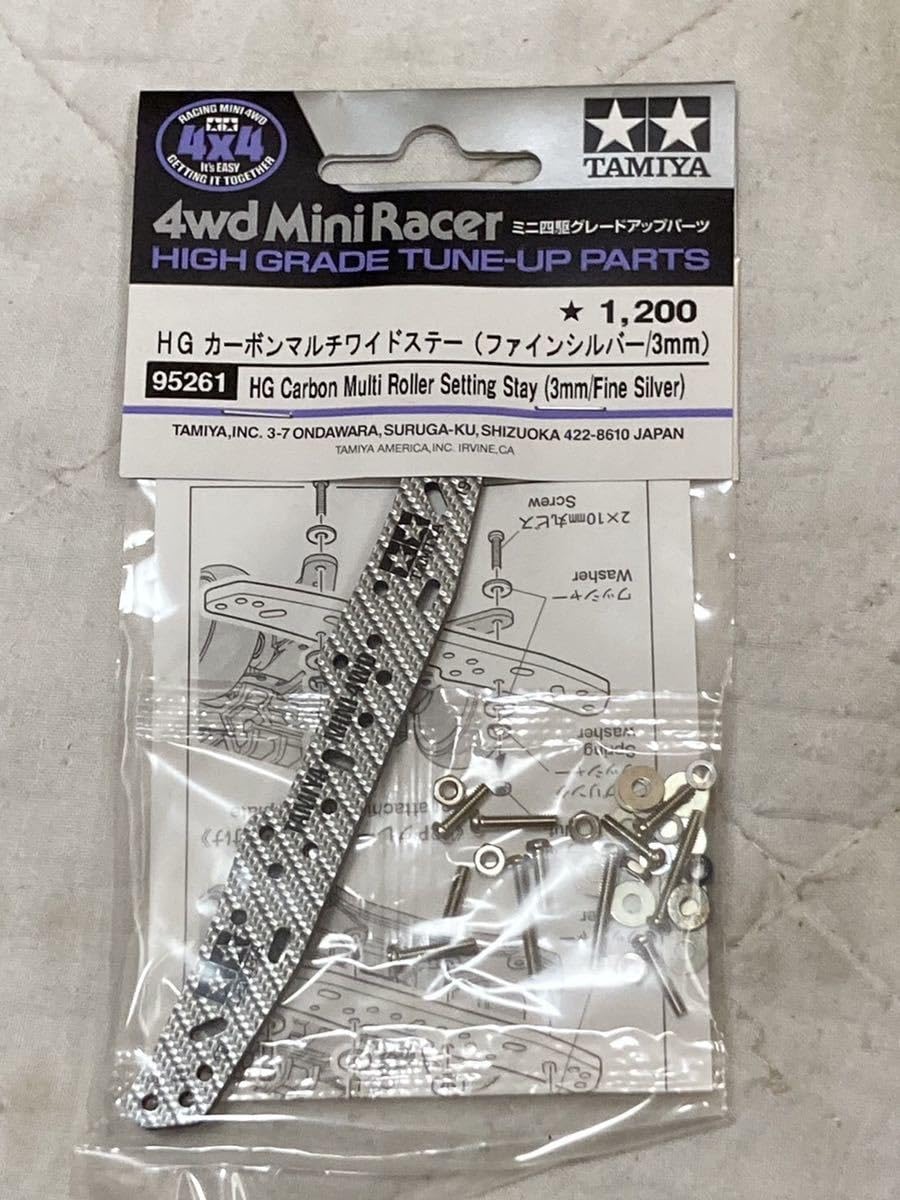 RACING MINI 4WD
4x4
It's EASY
GETTING IT TOGETHER
TAMIYA
4wd Mini Racer ミニ四駆グレードアップパーツ
HIGH GRADE TUNE-UP PARTS
★ 1,200
HG カーボンマルチワイドステー (ファインシルバー/3mm)
95261 HG Carbon Multi Roller Setting Stay (3mm/Fine Silver)
TAMIYA,INC. 3-7 ONDAWARA, SURUGA-KU, SHIZUOKA 422-8610 JAPAN
TAMIYA AMERICA, INC. IRVINE, CA
2×10mm丸ビス
Screw
ワッシャー
Washer
Spring
washer
TAMIYA
TAMIYA MINI 4WD